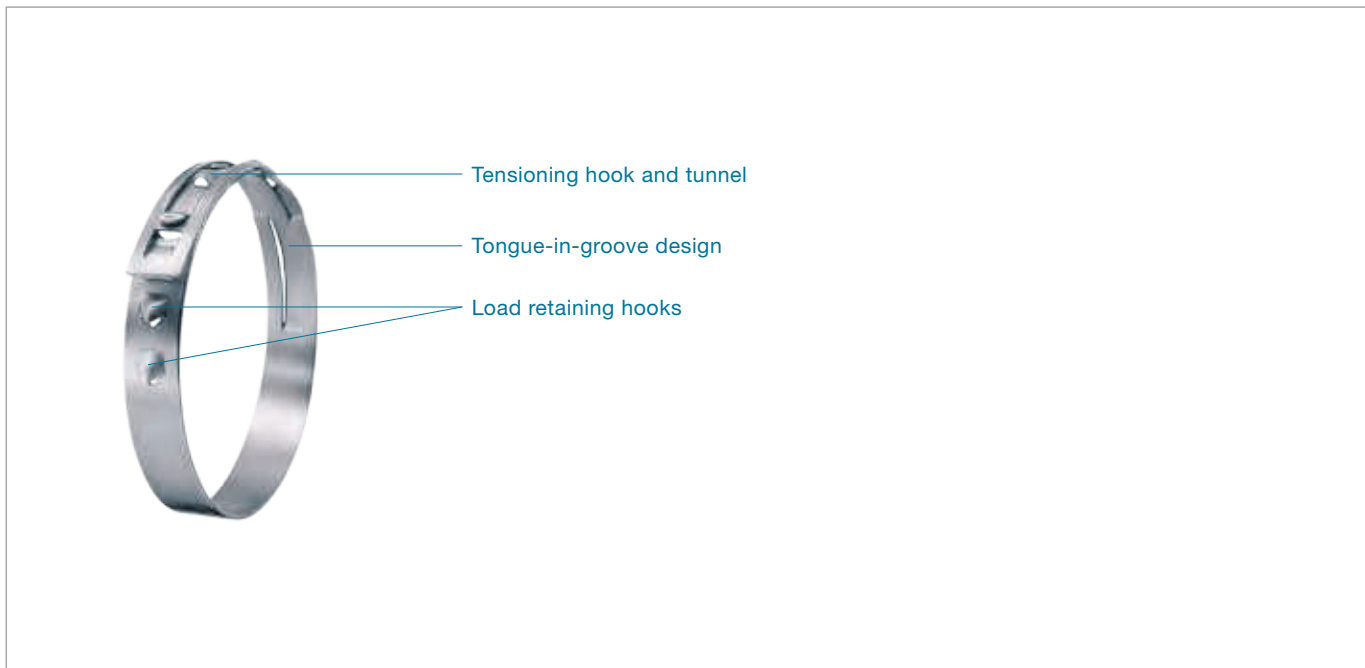 Tensioning hook and tunnel
Tongue-in-groove design
Load retaining hooks